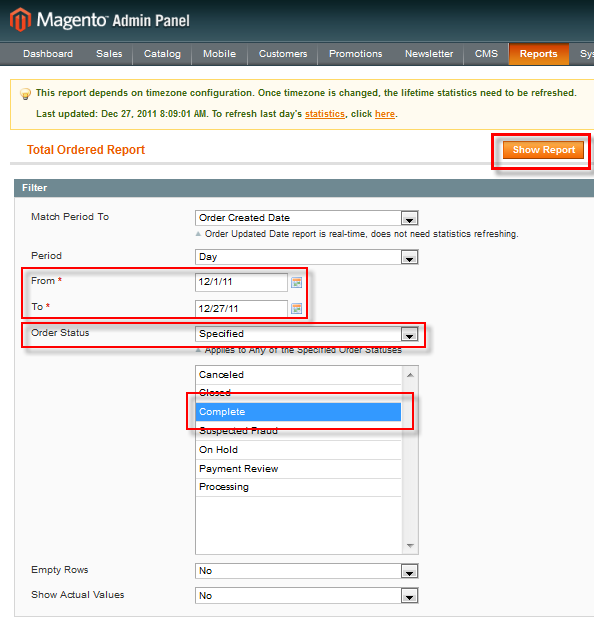 Magento Admin Panel
Dashboard Sales Catalog Mobile Customers Promotions Newsletter CMS Reports Sys
This report depends on timezone configuration. Once timezone is changed, the lifetime statistics need to be refreshed.
Last updated: Dec 27, 2011 8:09:01 AM. To refresh last day's statistics, click here.
Total Ordered Report Show Report
Filter
Match Period To Order Created Date
Order Updated Date report is real-time, does not need statistics refreshing.
Period Day
From * 12/1/11
To * 12/27/11
Order Status Specified
Applies to Any of the Specified Order Statuses
Canceled
Closed
Complete
Suspected Fraud
On Hold
Payment Review
Processing
Empty Rows No
Show Actual Values No